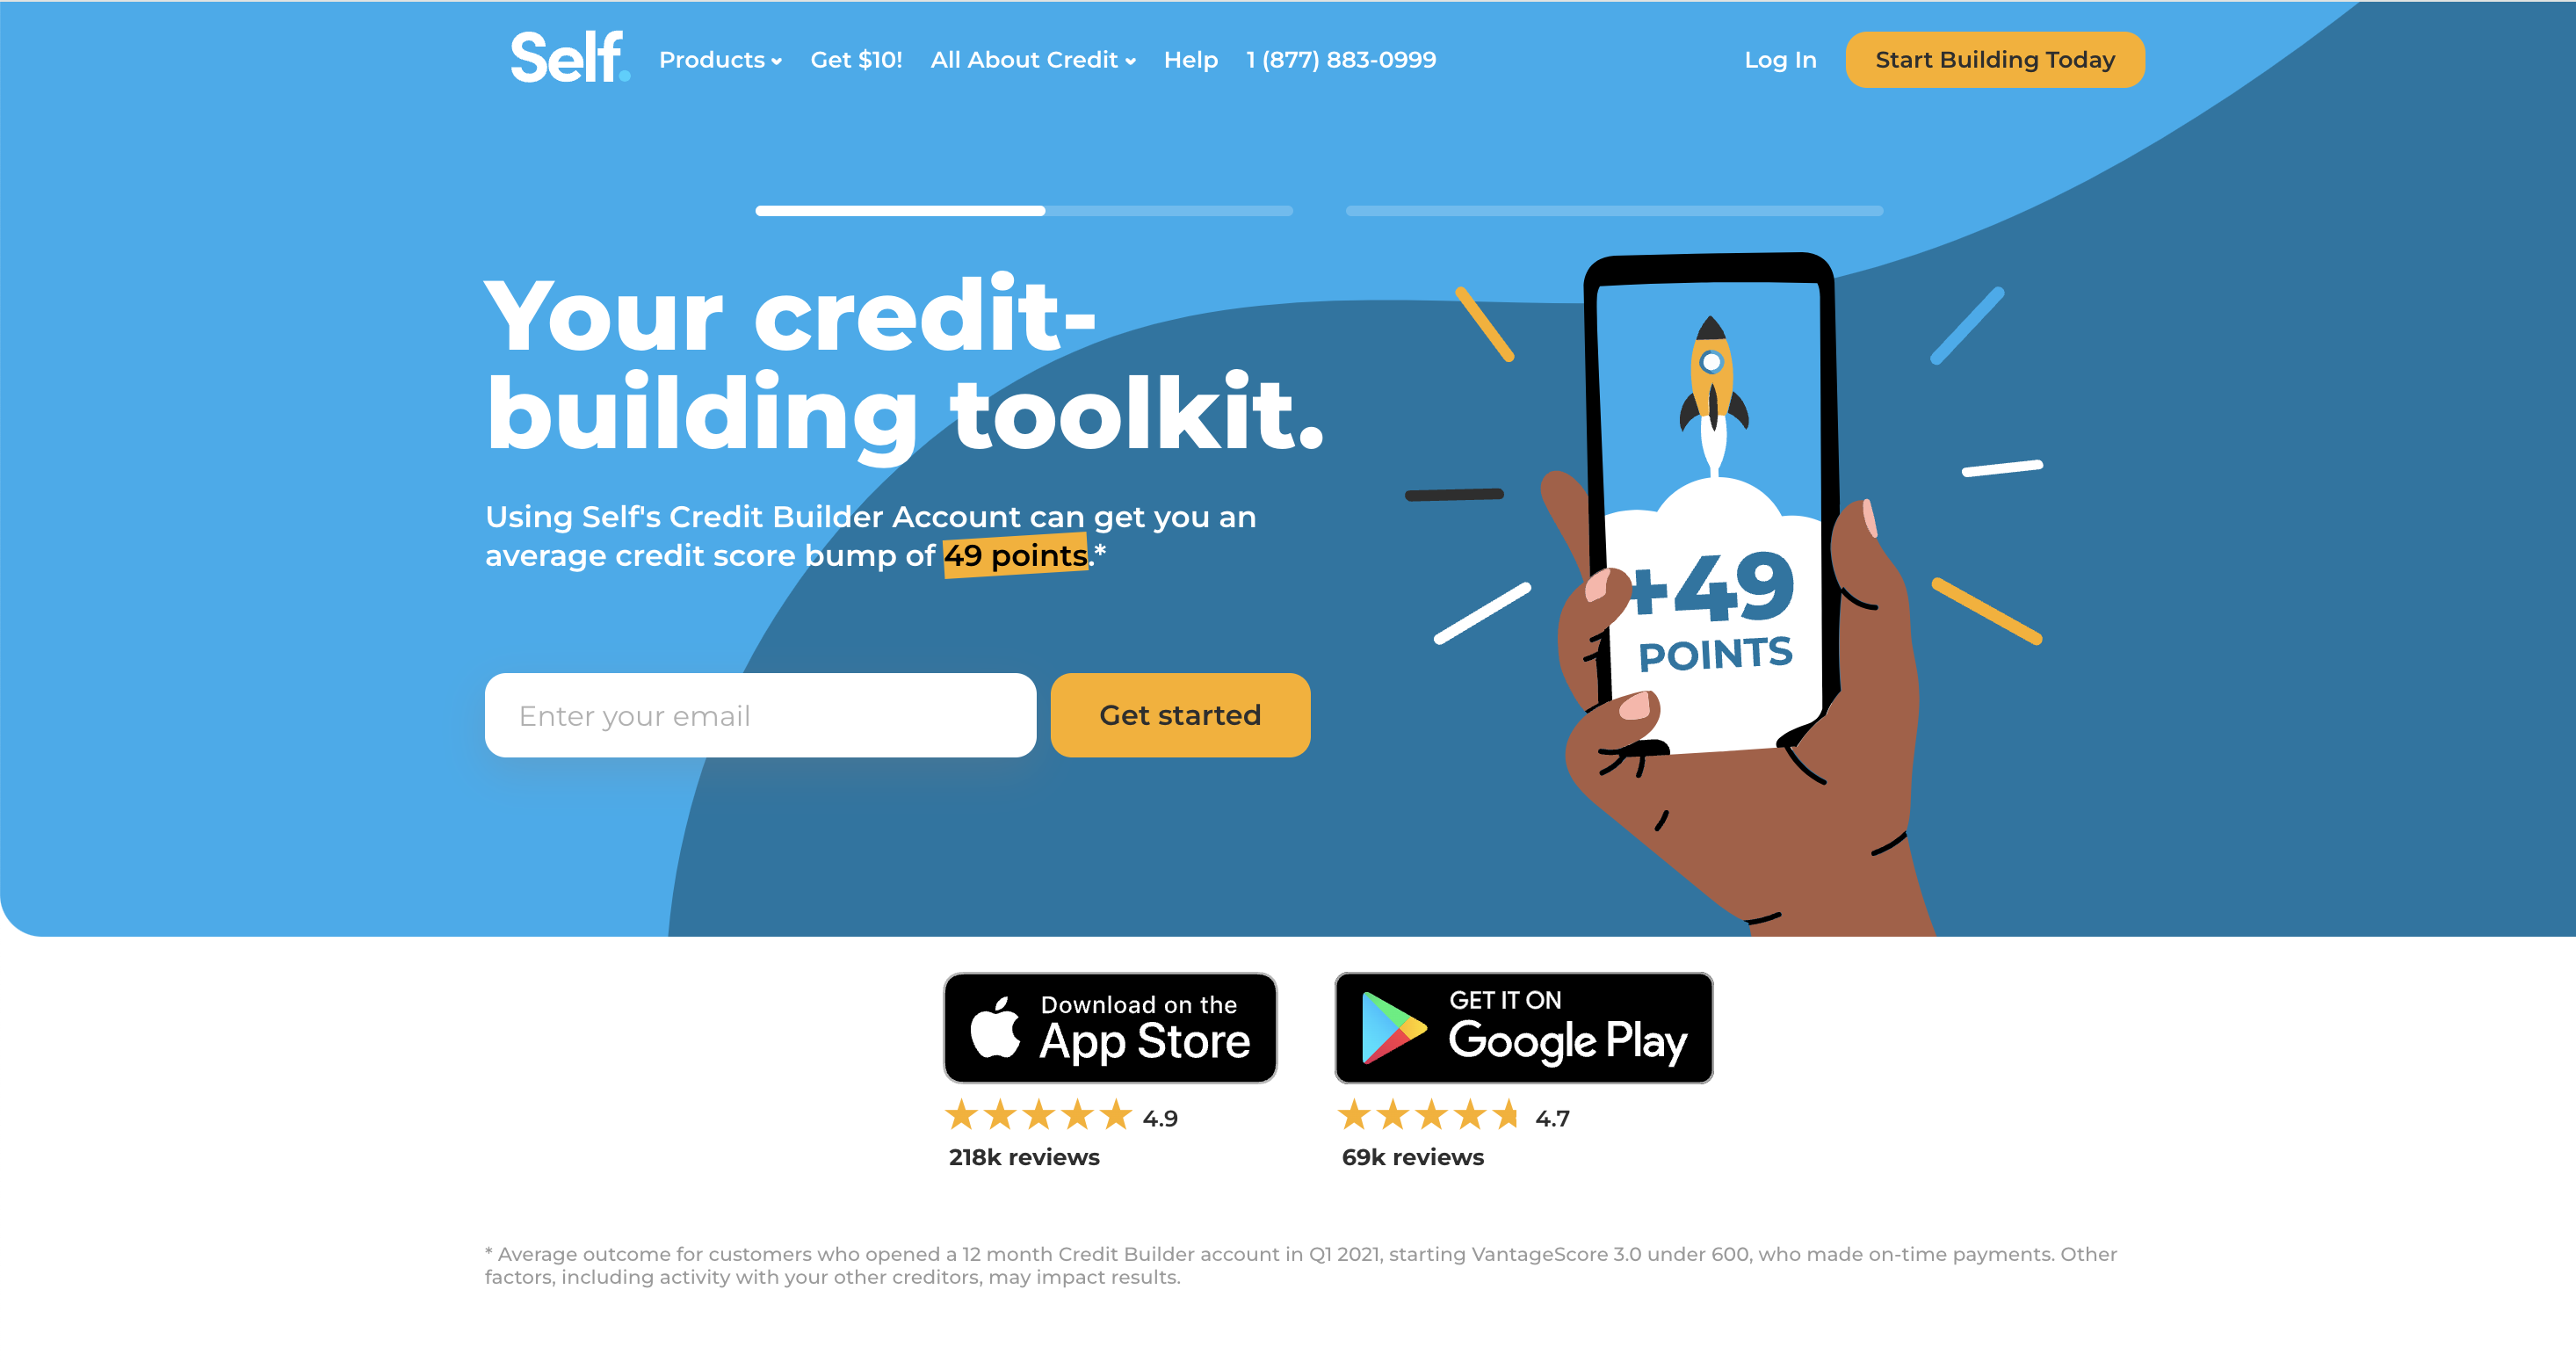 Self.
Products
Get $10!
All About Credit
Help
1 (877) 883-0999
Log In
Start Building Today
Your credit-
building toolkit.
Using Self's Credit Builder Account can get you an
average credit score bump of 49 points.*
Enter your email
Get started
+49
POINTS
Download on the
App Store
4.9
218k reviews
GET IT ON
Google Play
4.7
69k reviews
* Average outcome for customers who opened a 12 month Credit Builder account in Q1 2021, starting VantageScore 3.0 under 600, who made on-time payments. Other
factors, including activity with your other creditors, may impact results.